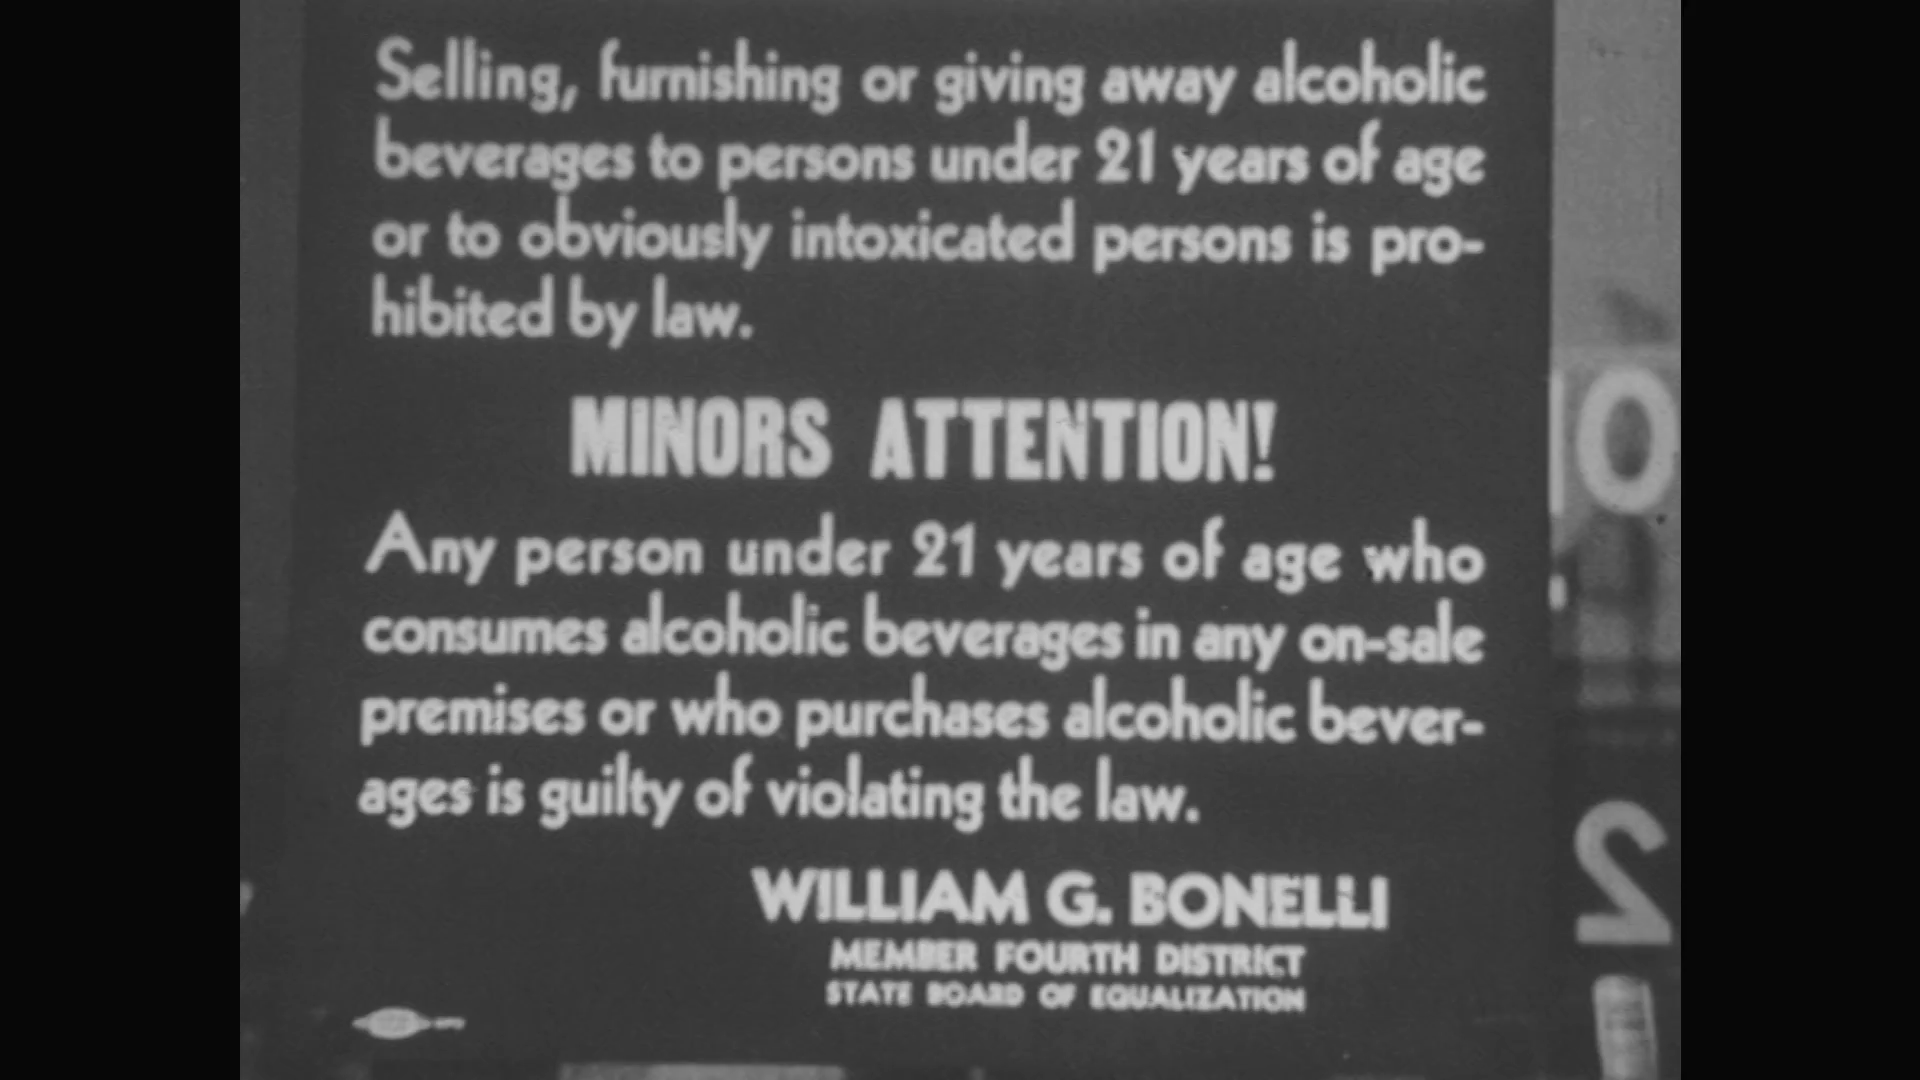 Selling, furnishing or giving away alcoholic
beverages to persons under 21 years of age
or to obviously intoxicated persons is pro-
hibited by law.
MINORS ATTENTION!
Any person under 21 years of age who
consumes alcoholic beverages in any on-sale
premises or who purchases alcoholic bever-
ages is guilty of violating the law.
WILLIAM G. BONELLI
MEMBER FOURTH DISTRICT
STATE BOARD OF EQUALIZATION
O
2